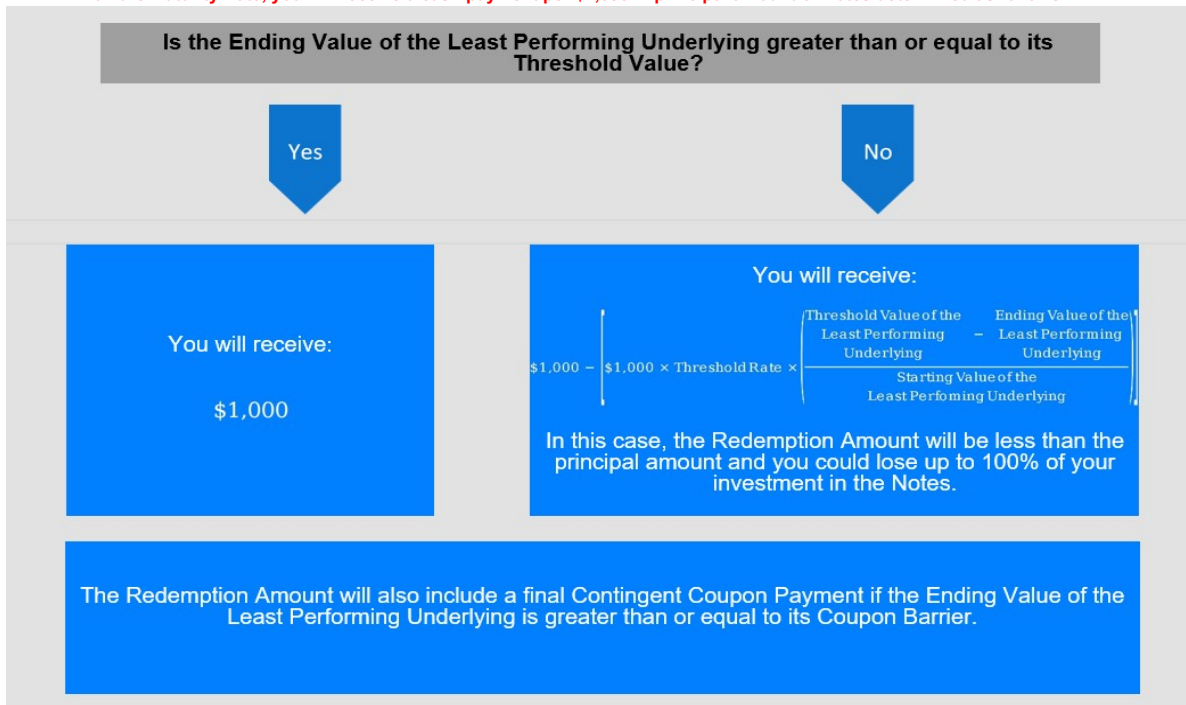 Is the Ending Value of the Least Performing Underlying greater than or equal to its
Threshold Value?
Yes
No
You will receive:
$1,000
You will receive:
$1,000 − [$1,000 × Threshold Rate × (
Threshold Value of the Least Performing Underlying − Ending Value of the Least Performing Underlying
Starting Value of the
Least Perfoming Underlying
)]
In this case, the Redemption Amount will be less than the
principal amount and you could lose up to 100% of your
investment in the Notes.
The Redemption Amount will also include a final Contingent Coupon Payment if the Ending Value of the
Least Performing Underlying is greater than or equal to its Coupon Barrier.